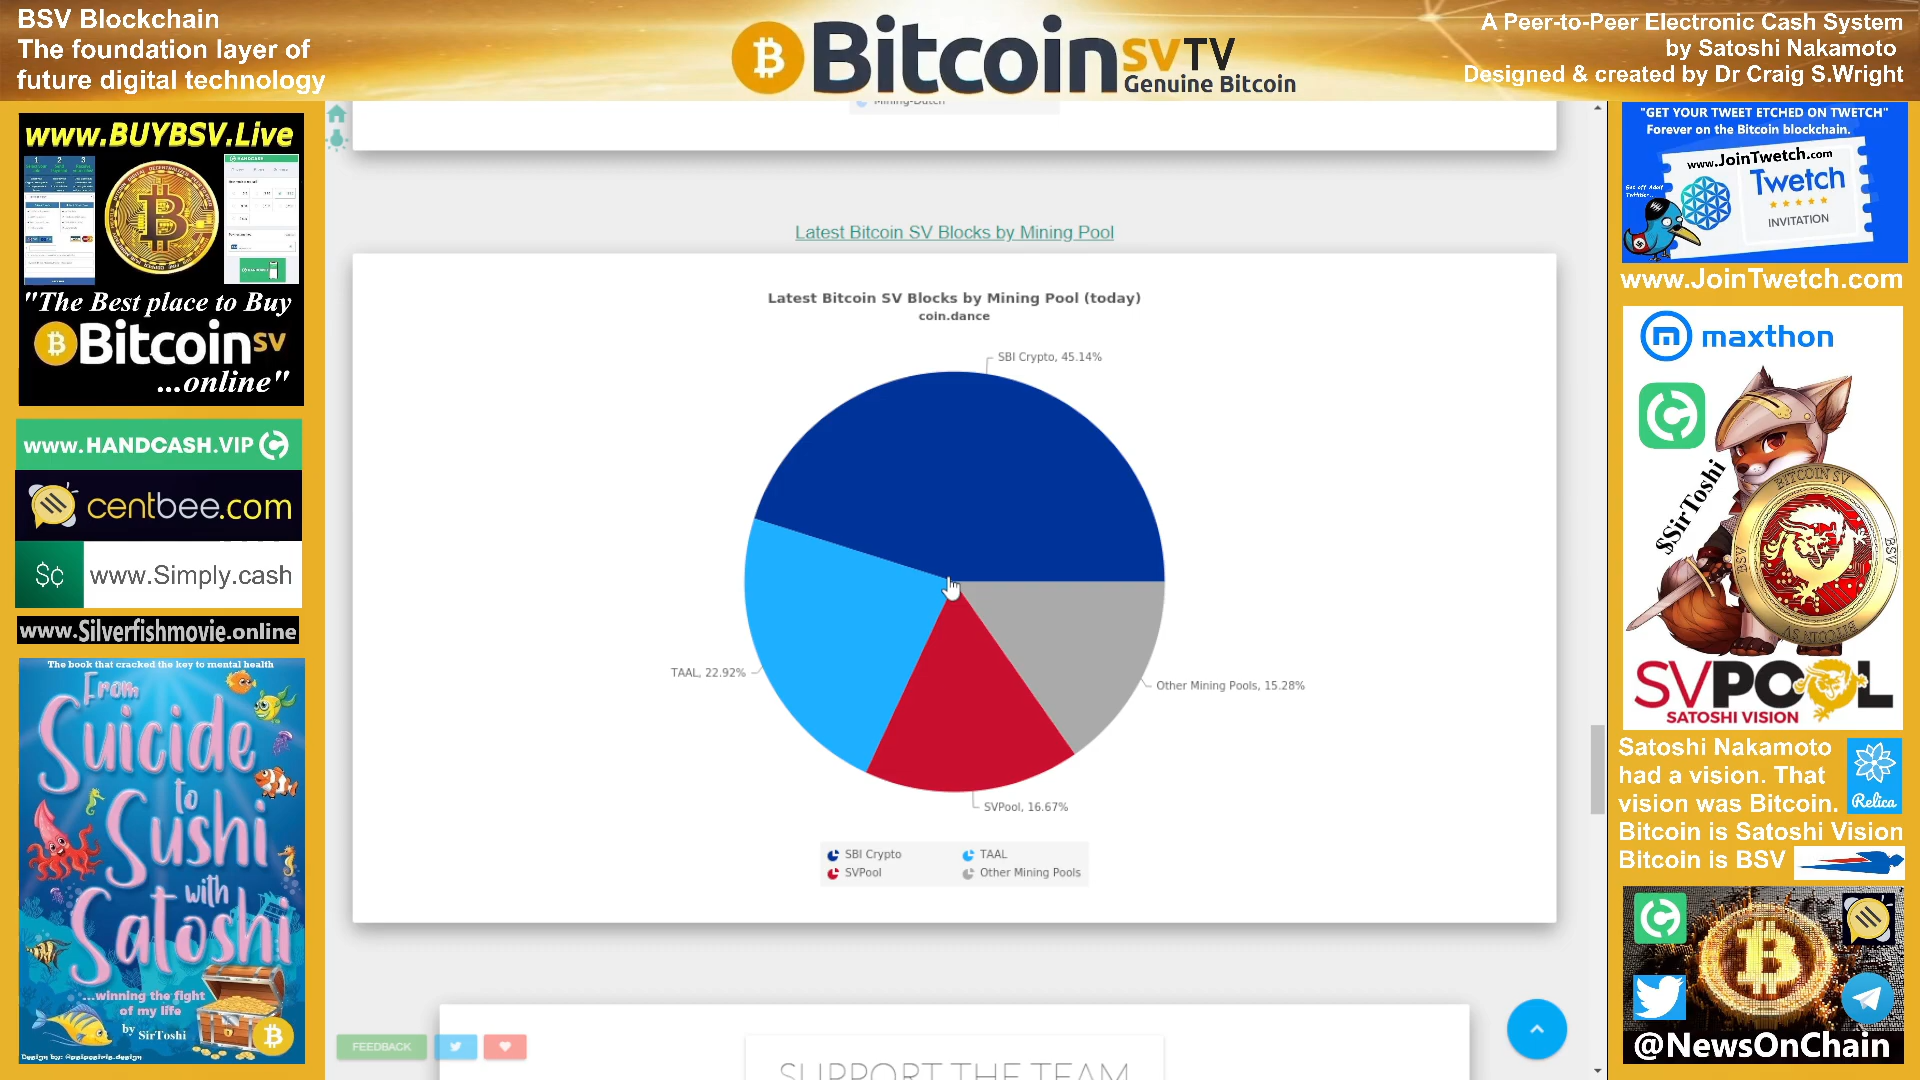 BSV Blockchain
The foundation layer of
future digital technology
Bitcoin SVTV
Genuine Bitcoin
A Peer-to-Peer Electronic Cash System
by Satoshi Nakamoto
Designed & created by Dr Craig S.Wright
www.BUYBSV.Live
"The Best place to Buy
Bitcoin SV
...online"
www.HANDCASH.VIP
centbee.com
$c www.Simply.cash
www.Silverfishmovie.online
The book that cracked the key to mental health
From
Suicide
to
Sushi
with
Satoshi
...winning the fight
of my life
by SirToshi
Mining-Dutch
Latest Bitcoin SV Blocks by Mining Pool
Latest Bitcoin SV Blocks by Mining Pool (today)
coin.dance
SBI Crypto, 45.14%
TAAL, 22.92%
Other Mining Pools, 15.28%
SVPool, 16.67%
SBI Crypto
TAAL
SVPool
Other Mining Pools
FEEDBACK
SUPPORT THE TEAM
"GET YOUR TWEET ETCHED ON TWETCH"
Forever on the Bitcoin blockchain.
www.JoinTwetch.com
Twetch
INVITATION
www.JoinTwetch.com
maxthon
$SirToshi
BITCOIN SV
BSV
BSV
SVPOOL
SATOSHI VISION
Satoshi Nakamoto
had a vision. That
vision was Bitcoin.
Relica
Bitcoin is Satoshi Vision
Bitcoin is BSV
@NewsOnChain